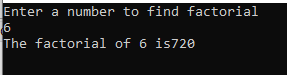 Enter a number to find factorial
6
The factorial of 6 is720